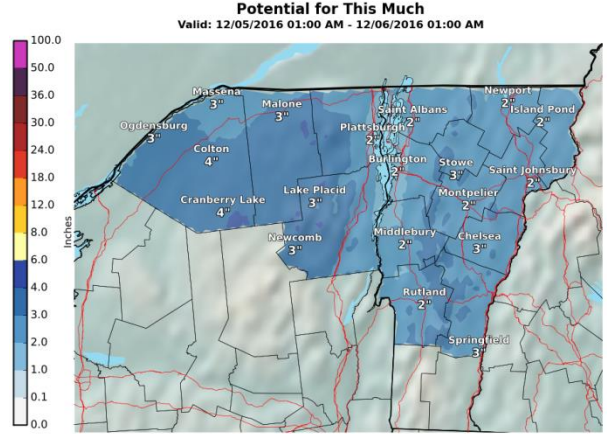 Potential for This Much
Valid: 12/05/2016 01:00 AM - 12/06/2016 01:00 AM
100.0
50.0
36.0
30.0
24.0
18.0
12.0
8.0
6.0
4.0
3.0
2.0
1.0
0.1
0.0
Inches
Massena
3"
Malone
3"
Ogdensburg
3"
Colton
4"
Cranberry Lake
4"
Lake Placid
3"
Newcomb
3"
Plattsburgh
2"
Saint Albans
2"
Newport
2"
Island Pond
2"
Burlington
2"
Stowe
3"
Saint Johnsbury
2"
Montpelier
2"
Middlebury
2"
Chelsea
3"
Rutland
2"
Springfield
3"